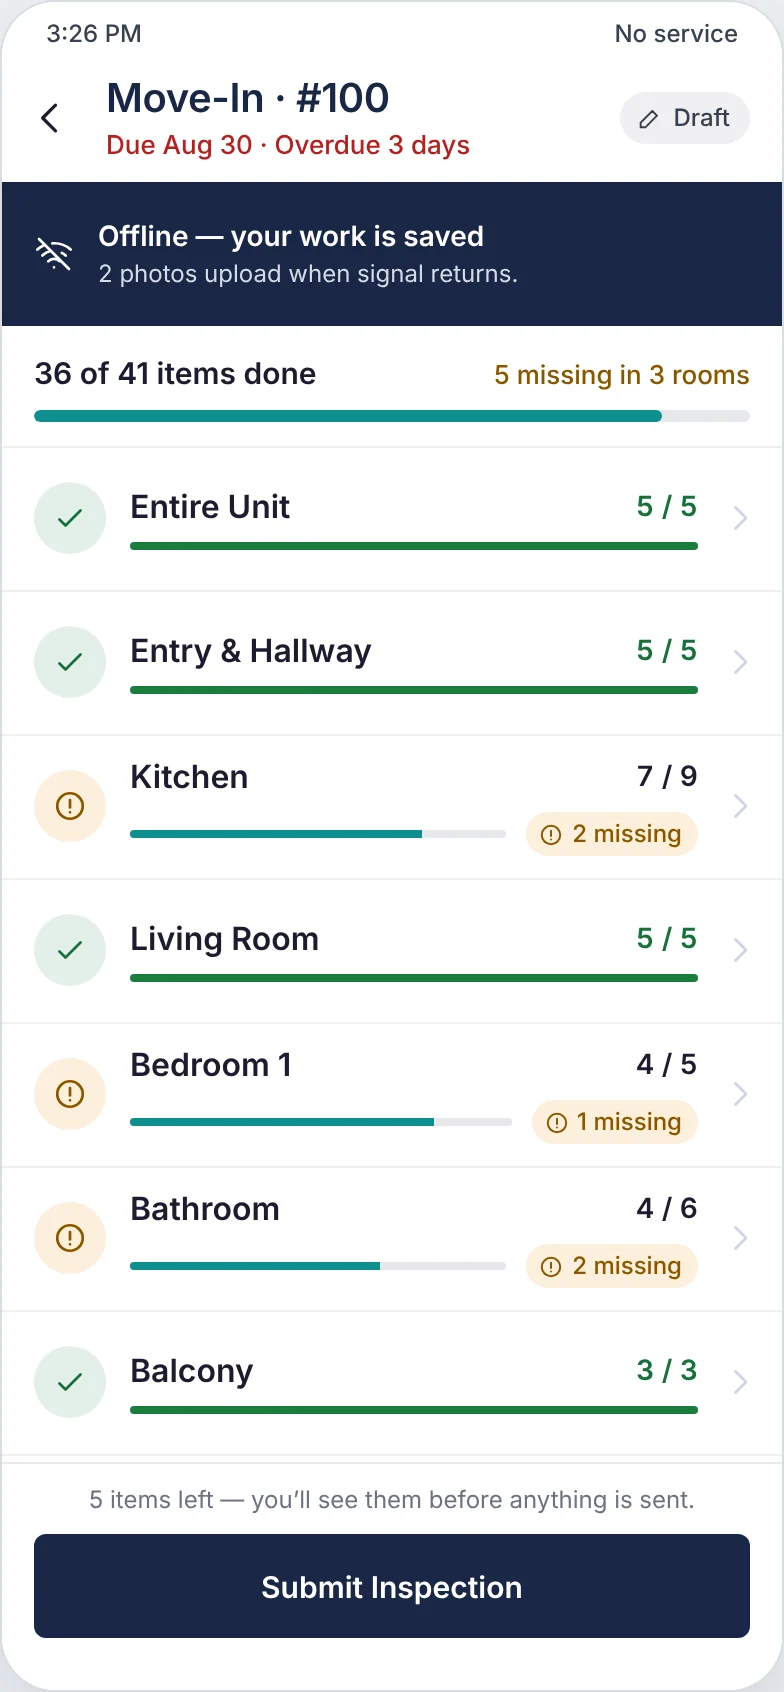 3:26 PM No service
Move-In · #100
Draft
Due Aug 30 · Overdue 3 days
Offline — your work is saved
2 photos upload when signal returns.
36 of 41 items done 5 missing in 3 rooms
Entire Unit 5 / 5
Entry & Hallway 5 / 5
Kitchen 7 / 9
2 missing
Living Room 5 / 5
Bedroom 1 4 / 5
1 missing
Bathroom 4 / 6
2 missing
Balcony 3 / 3
5 items left — you’ll see them before anything is sent.
Submit Inspection